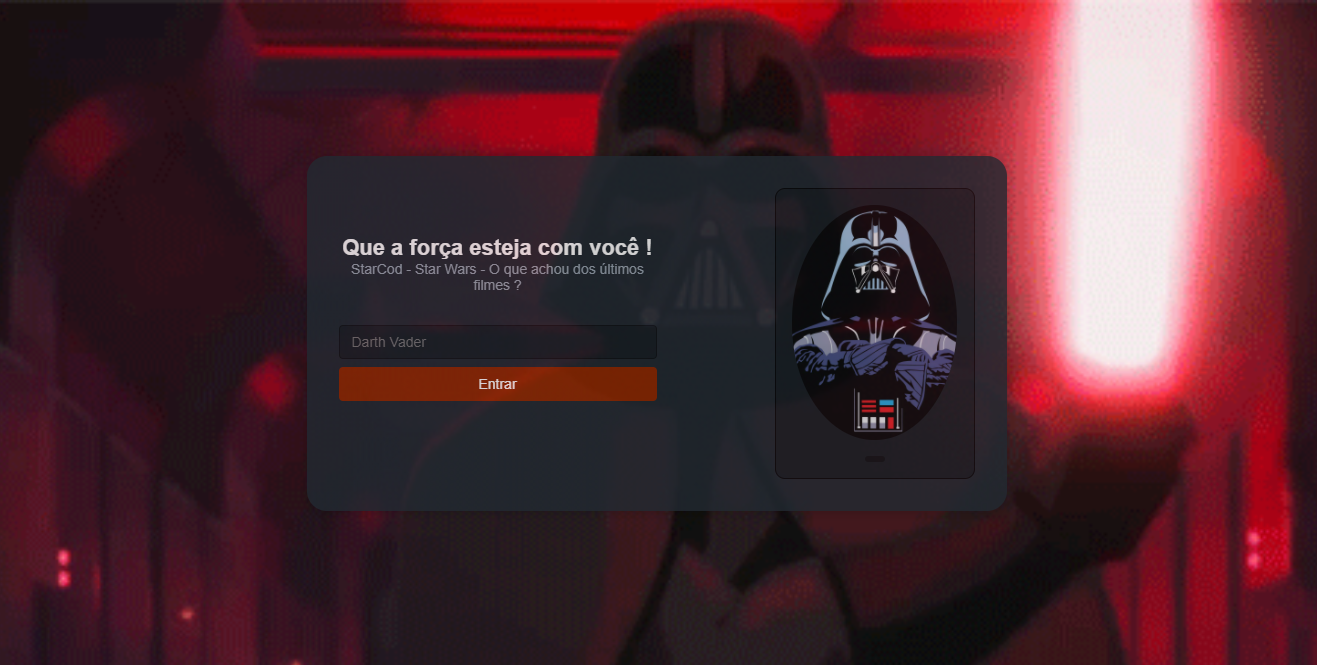 Que a força esteja com você !
StarCod - Star Wars - O que achou dos últimos
filmes ?
Darth Vader
Entrar